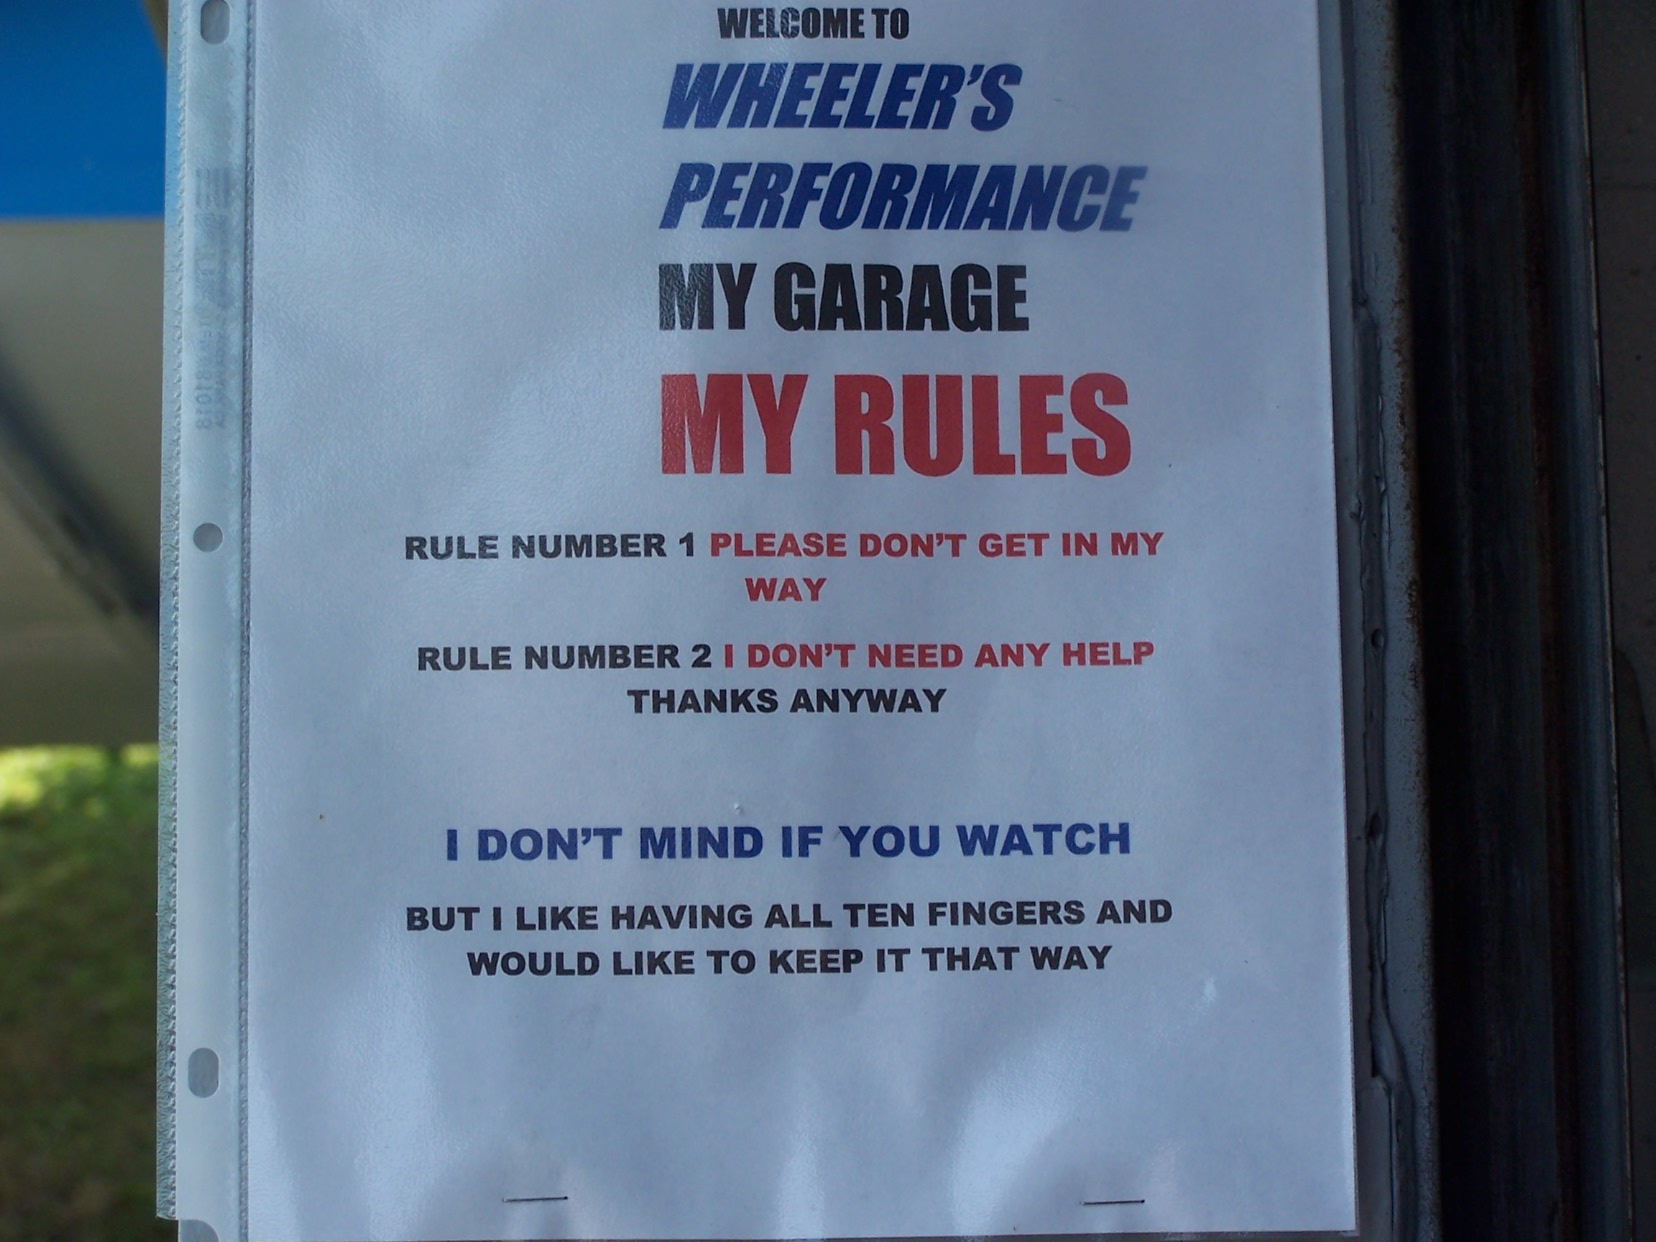 WELCOME TO
WHEELER'S
PERFORMANCE
MY GARAGE
MY RULES
RULE NUMBER 1 PLEASE DON'T GET IN MY
WAY
RULE NUMBER 2 I DON'T NEED ANY HELP
THANKS ANYWAY
I DON'T MIND IF YOU WATCH
BUT I LIKE HAVING ALL TEN FINGERS AND
WOULD LIKE TO KEEP IT THAT WAY